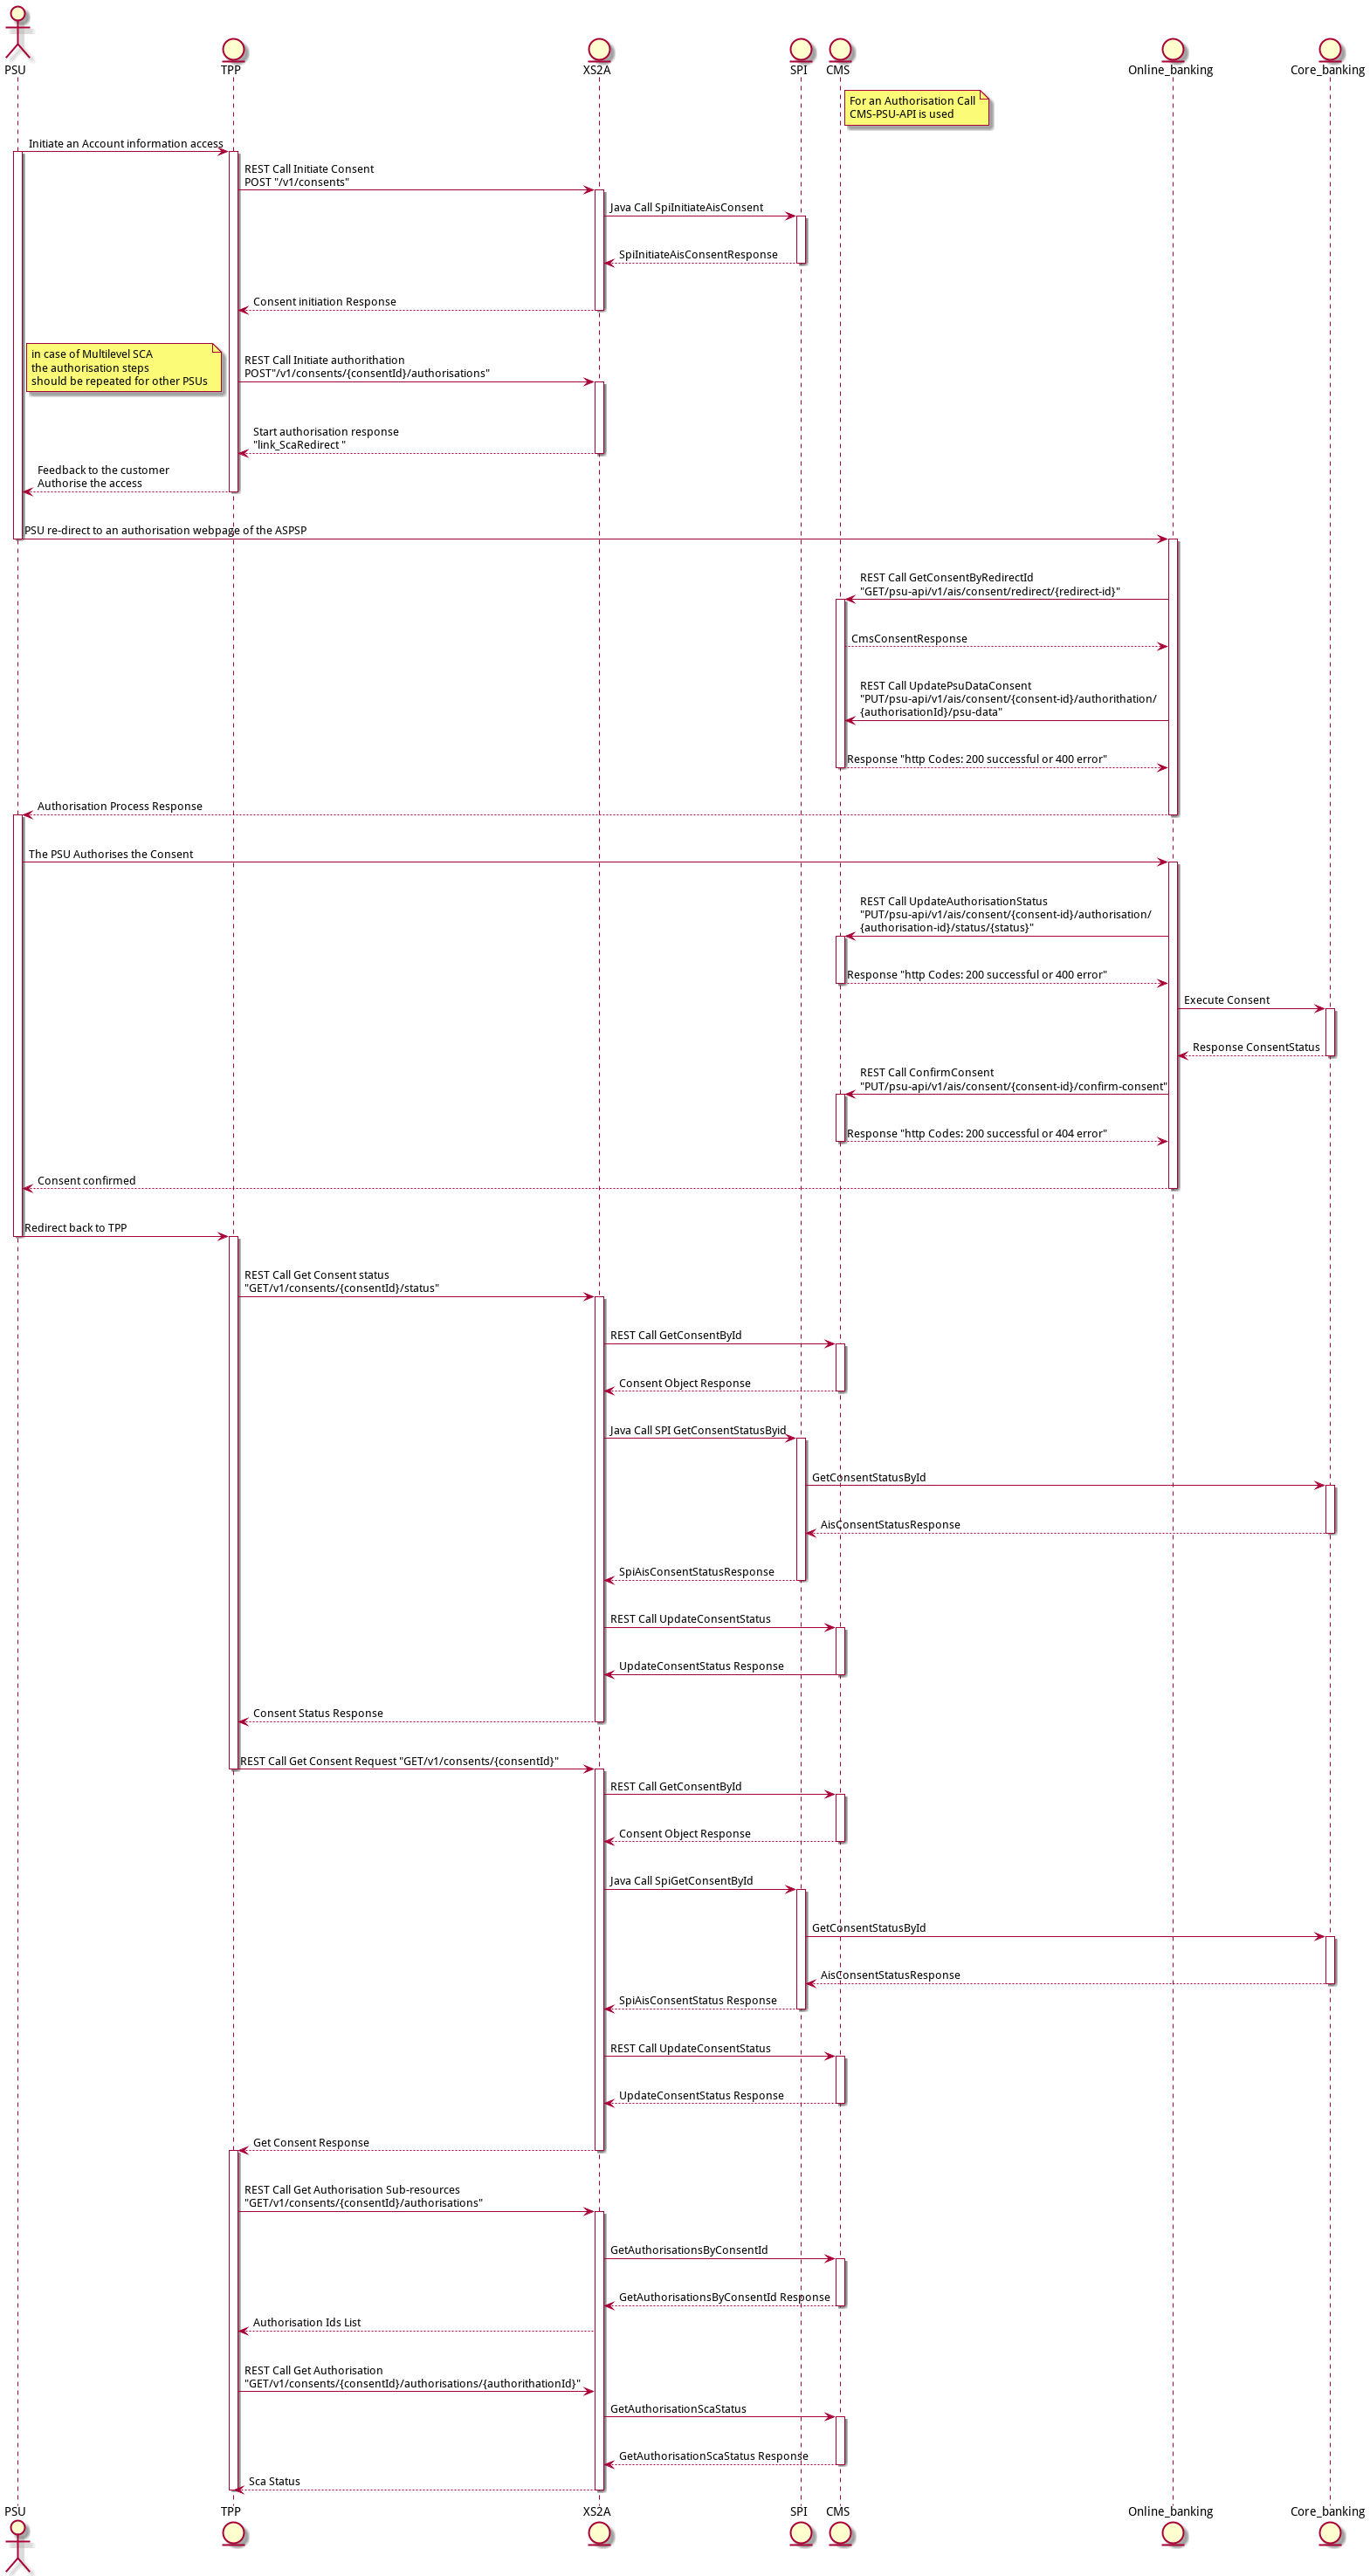 PSU
TPP
XS2A
SPI
CMS
Online_banking
Core_banking
For an Authorisation Call
CMS-PSU-API is used
Initiate an Account information access
REST Call Initiate Consent
POST "/v1/consents"
Java Call SpiInitiateAisConsent
SpiInitiateAisConsentResponse
Consent initiation Response
in case of Multilevel SCA
the authorisation steps
should be repeated for other PSUs
REST Call Initiate authorithation
POST"/v1/consents/{consentId}/authorisations"
Start authorisation response
"link_ScaRedirect "
Feedback to the customer
Authorise the access
PSU re-direct to an authorisation webpage of the ASPSP
REST Call GetConsentByRedirectId
"GET/psu-api/v1/ais/consent/redirect/{redirect-id}"
CmsConsentResponse
REST Call UpdatePsuDataConsent
"PUT/psu-api/v1/ais/consent/{consent-id}/authorithation/
{authorisationId}/psu-data"
Response "http Codes: 200 successful or 400 error"
Authorisation Process Response
The PSU Authorises the Consent
REST Call UpdateAuthorisationStatus
"PUT/psu-api/v1/ais/consent/{consent-id}/authorisation/
{authorisation-id}/status/{status}"
Response "http Codes: 200 successful or 400 error"
Execute Consent
Response ConsentStatus
REST Call ConfirmConsent
"PUT/psu-api/v1/ais/consent/{consent-id}/confirm-consent"
Response "http Codes: 200 successful or 404 error"
Consent confirmed
Redirect back to TPP
REST Call Get Consent status
"GET/v1/consents/{consentId}/status"
REST Call GetConsentById
Consent Object Response
Java Call SPI GetConsentStatusByid
GetConsentStatusById
AisConsentStatusResponse
SpiAisConsentStatusResponse
REST Call UpdateConsentStatus
UpdateConsentStatus Response
Consent Status Response
REST Call Get Consent Request "GET/v1/consents/{consentId}"
REST Call GetConsentById
Consent Object Response
Java Call SpiGetConsentById
GetConsentStatusById
AisConsentStatusResponse
SpiAisConsentStatus Response
REST Call UpdateConsentStatus
UpdateConsentStatus Response
Get Consent Response
REST Call Get Authorisation Sub-resources
"GET/v1/consents/{consentId}/authorisations"
GetAuthorisationsByConsentId
GetAuthorisationsByConsentId Response
Authorisation Ids List
REST Call Get Authorisation
"GET/v1/consents/{consentId}/authorisations/{authorithationId}"
GetAuthorisationScaStatus
GetAuthorisationScaStatus Response
Sca Status
PSU
TPP
XS2A
SPI
CMS
Online_banking
Core_banking